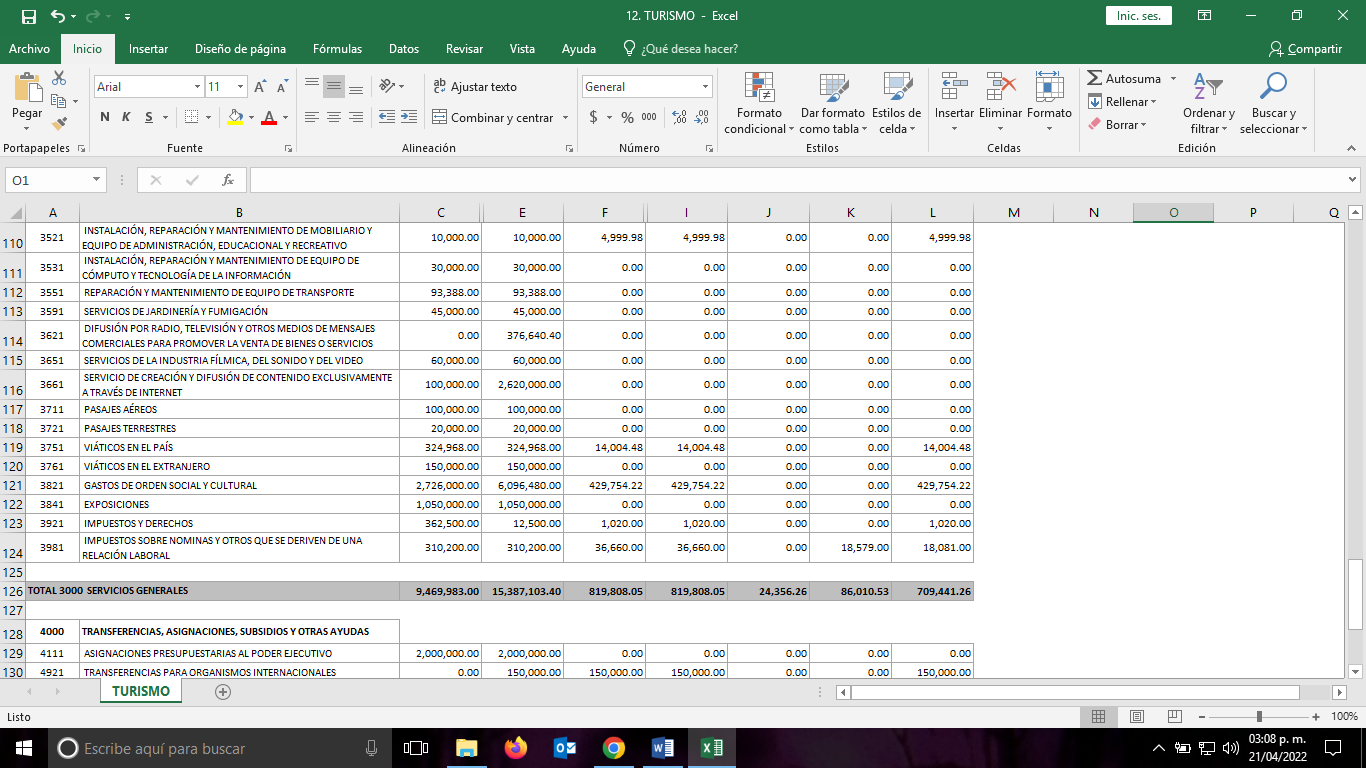 12. TURISMO - Excel
Inic. ses.
Archivo Inicio Insertar Diseño de página Fórmulas Datos Revisar Vista Ayuda ¿Qué desea hacer? Compartir
Pegar
Arial 11
N K S
Ajustar texto
Combinar y centrar
General
$ % 000
Formato condicional
Dar formato como tabla
Estilos de celda
Insertar Eliminar Formato
Autosuma
Rellenar
Borrar
Ordenar y filtrar
Buscar y seleccionar
Portapapeles Fuente Alineación Número Estilos Celdas Edición
O1 fx
A B C E F I J K L M N O P Q
110 3521 INSTALACIÓN, REPARACIÓN Y MANTENIMIENTO DE MOBILIARIO Y
EQUIPO DE ADMINISTRACIÓN, EDUCACIONAL Y RECREATIVO 10,000.00 10,000.00 4,999.98 4,999.98 0.00 0.00 4,999.98
111 3531 INSTALACIÓN, REPARACIÓN Y MANTENIMIENTO DE EQUIPO DE
CÓMPUTO Y TECNOLOGÍA DE LA INFORMACIÓN 30,000.00 30,000.00 0.00 0.00 0.00 0.00 0.00
112 3551 REPARACIÓN Y MANTENIMIENTO DE EQUIPO DE TRANSPORTE 93,388.00 93,388.00 0.00 0.00 0.00 0.00 0.00
113 3591 SERVICIOS DE JARDINERÍA Y FUMIGACIÓN 45,000.00 45,000.00 0.00 0.00 0.00 0.00 0.00
114 3621 DIFUSIÓN POR RADIO, TELEVISIÓN Y OTROS MEDIOS DE MENSAJES
COMERCIALES PARA PROMOVER LA VENTA DE BIENES O SERVICIOS 0.00 376,640.40 0.00 0.00 0.00 0.00 0.00
115 3651 SERVICIOS DE LA INDUSTRIA FÍLMICA, DEL SONIDO Y DEL VIDEO 60,000.00 60,000.00 0.00 0.00 0.00 0.00 0.00
116 3661 SERVICIO DE CREACIÓN Y DIFUSIÓN DE CONTENIDO EXCLUSIVAMENTE
A TRAVÉS DE INTERNET 100,000.00 2,620,000.00 0.00 0.00 0.00 0.00 0.00
117 3711 PASAJES AÉREOS 100,000.00 100,000.00 0.00 0.00 0.00 0.00 0.00
118 3721 PASAJES TERRESTRES 20,000.00 20,000.00 0.00 0.00 0.00 0.00 0.00
119 3751 VIÁTICOS EN EL PAÍS 324,968.00 324,968.00 14,004.48 14,004.48 0.00 0.00 14,004.48
120 3761 VIÁTICOS EN EL EXTRANJERO 150,000.00 150,000.00 0.00 0.00 0.00 0.00 0.00
121 3821 GASTOS DE ORDEN SOCIAL Y CULTURAL 2,726,000.00 6,096,480.00 429,754.22 429,754.22 0.00 0.00 429,754.22
122 3841 EXPOSICIONES 1,050,000.00 1,050,000.00 0.00 0.00 0.00 0.00 0.00
123 3921 IMPUESTOS Y DERECHOS 362,500.00 12,500.00 1,020.00 1,020.00 0.00 0.00 1,020.00
124 3981 IMPUESTOS SOBRE NOMINAS Y OTROS QUE SE DERIVEN DE UNA
RELACIÓN LABORAL 310,200.00 310,200.00 36,660.00 36,660.00 0.00 18,579.00 18,081.00
125
126 TOTAL 3000 SERVICIOS GENERALES 9,469,983.00 15,387,103.40 819,808.05 819,808.05 24,356.26 86,010.53 709,441.26
127
128 4000 TRANSFERENCIAS, ASIGNACIONES, SUBSIDIOS Y OTRAS AYUDAS
129 4111 ASIGNACIONES PRESUPUESTARIAS AL PODER EJECUTIVO 2,000,000.00 2,000,000.00 0.00 0.00 0.00 0.00 0.00
130 4921 TRANSFERENCIAS PARA ORGANISMOS INTERNACIONALES 0.00 150,000.00 150,000.00 150,000.00 0.00 0.00 150,000.00
TURISMO
Listo 100%
Escribe aquí para buscar
03:08 p. m.
21/04/2022